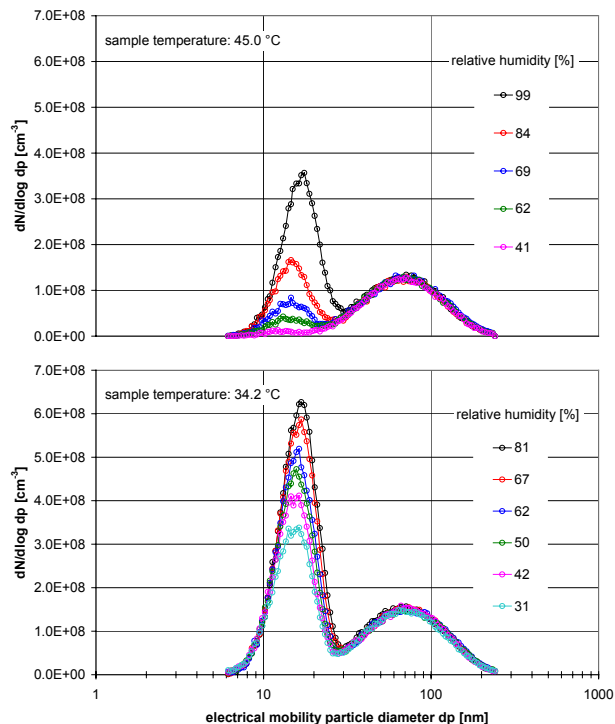 7.0E+08
sample temperature: 45.0 °C
6.0E+08
relative humidity [%]
5.0E+08
99
4.0E+08
84
dN/dlog dp [cm-3]
3.0E+08
69
2.0E+08
62
1.0E+08
41
0.0E+00
7.0E+08
sample temperature: 34.2 °C
6.0E+08
relative humidity [%]
81
5.0E+08
67
4.0E+08
62
dN/dlog dp [cm-3]
3.0E+08
50
2.0E+08
42
1.0E+08
31
0.0E+00
1 10 100 1000
electrical mobility particle diameter dp [nm]